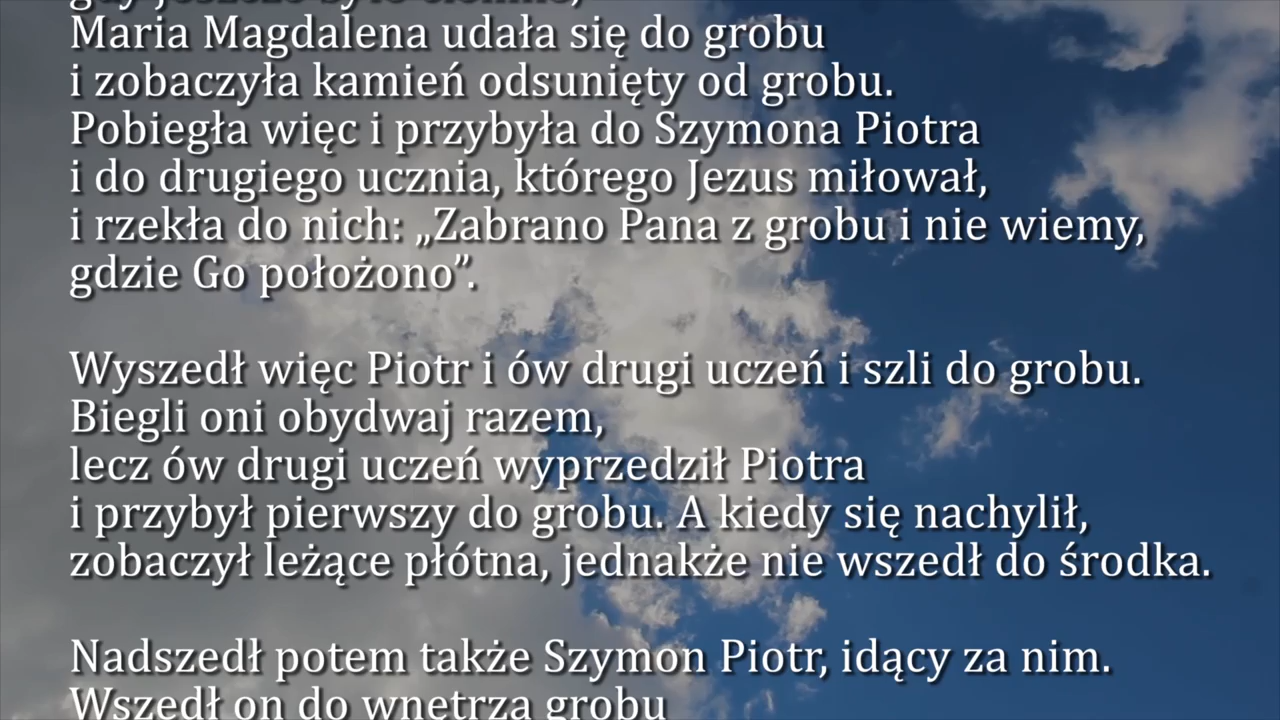 gdy jeszcze było ciemno,
Maria Magdalena udała się do grobu
i zobaczyła kamień odsunięty od grobu.
Pobiegła więc i przybyła do Szymona Piotra
i do drugiego ucznia, którego Jezus miłował,
i rzekła do nich: „Zabrano Pana z grobu i nie wiemy,
gdzie Go położono”.
Wyszedł więc Piotr i ów drugi uczeń i szli do grobu.
Biegli oni obydwaj razem,
lecz ów drugi uczeń wyprzedził Piotra
i przybył pierwszy do grobu. A kiedy się nachylił,
zobaczył leżące płótna, jednakże nie wszedł do środka.
Nadszedł potem także Szymon Piotr, idący za nim.
Wszedł on do wnętrza grobu